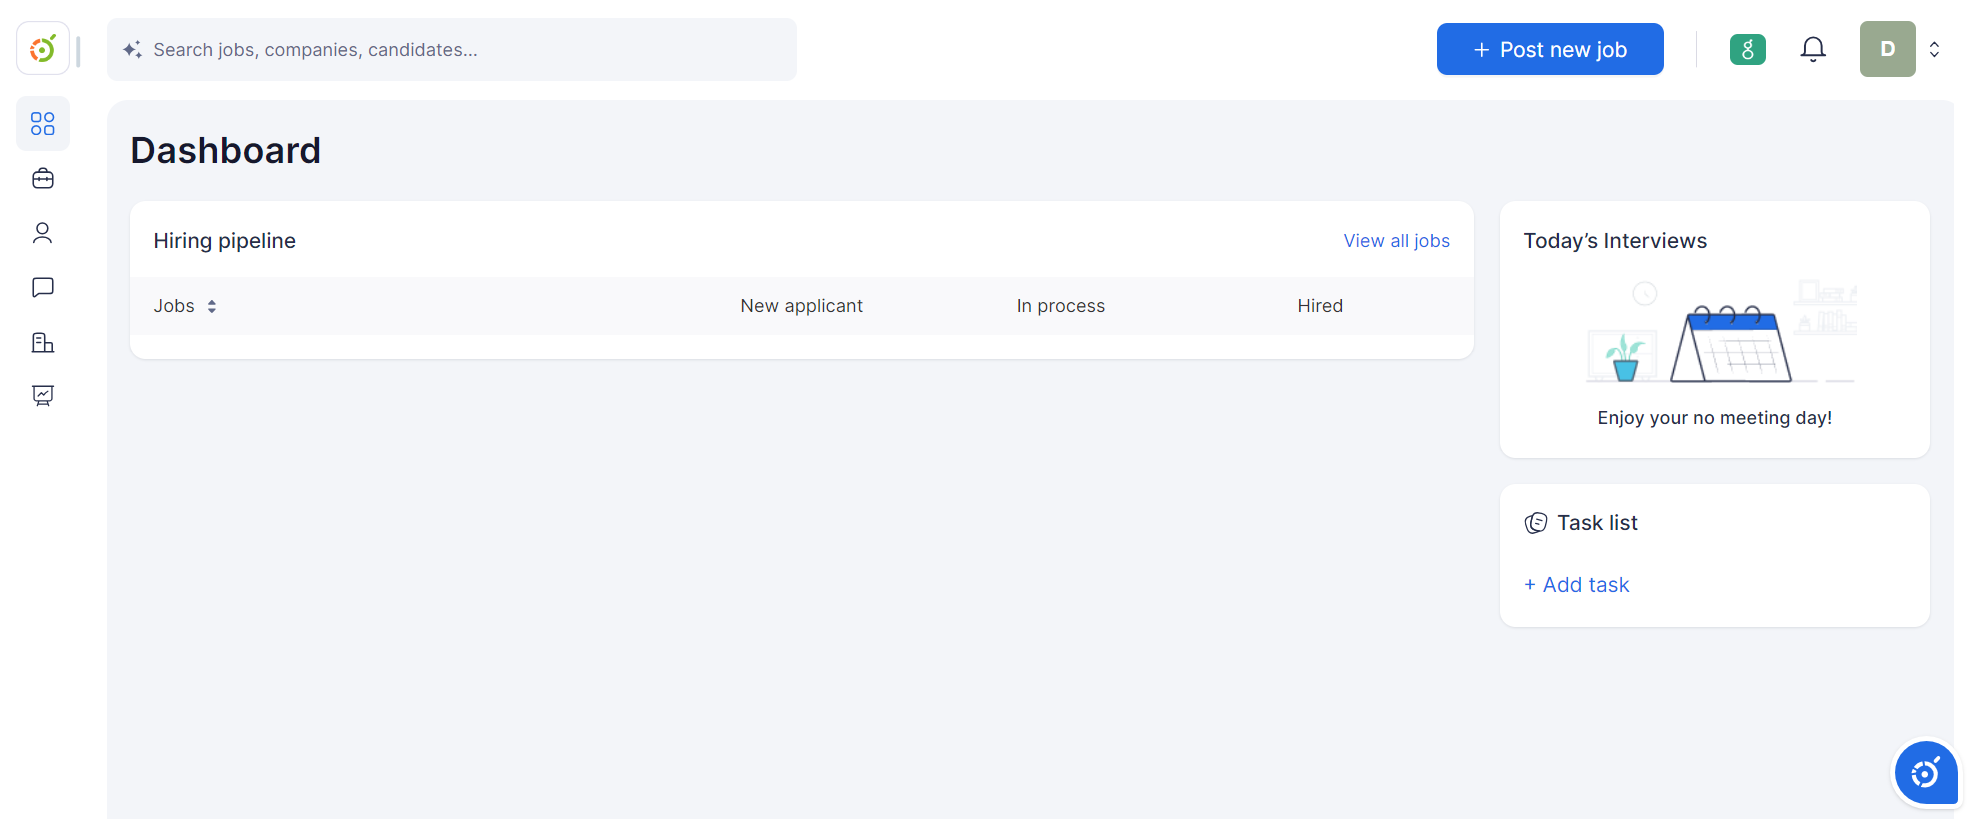 Search jobs, companies, candidates...
+ Post new job
g
D
Dashboard
Hiring pipeline
View all jobs
Jobs
New applicant
In process
Hired
Today’s Interviews
Enjoy your no meeting day!
Task list
+ Add task